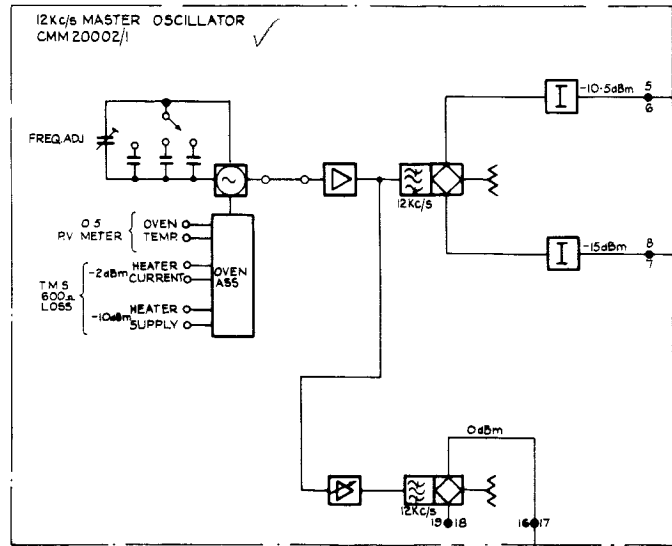 12Kc/s MASTER OSCILLATOR
CMM 20002/1
FREQ. ADJ
-10·5dBm
5
6
12Kc/s
-15dBm
8
7
0·5
P.V METER
OVEN
TEMP.
OVEN
ASS
T.M.S
600Ω
LOSS
-2dBm
HEATER
CURRENT
-10dBm
HEATER
SUPPLY
0dBm
12Kc/s
19 18
16 17